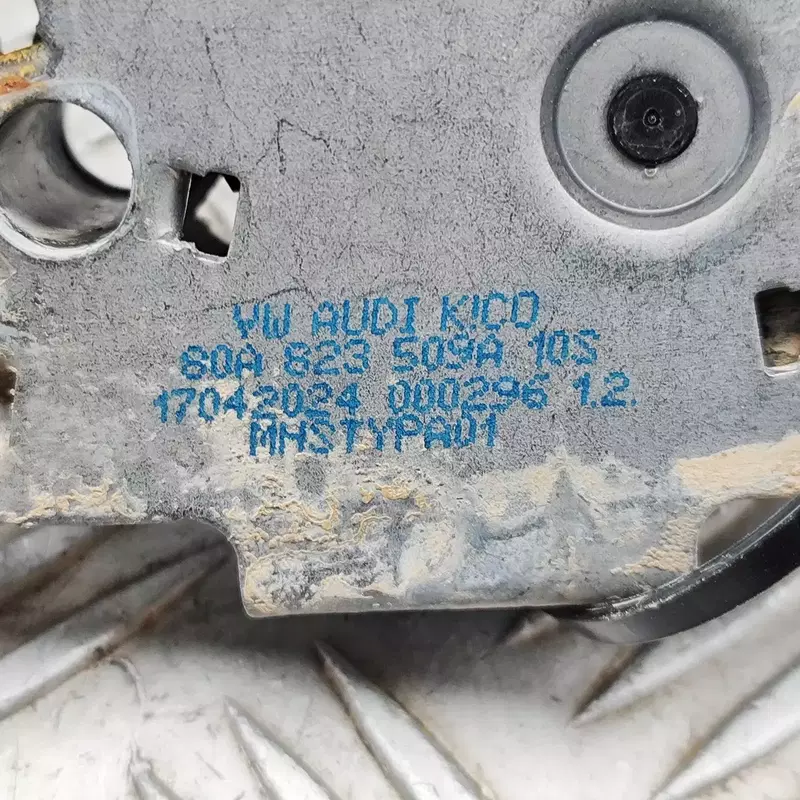 VW AUDI KICO
80A 823 509A 10S
17042024 000296 1.2.
MHSTYPA01